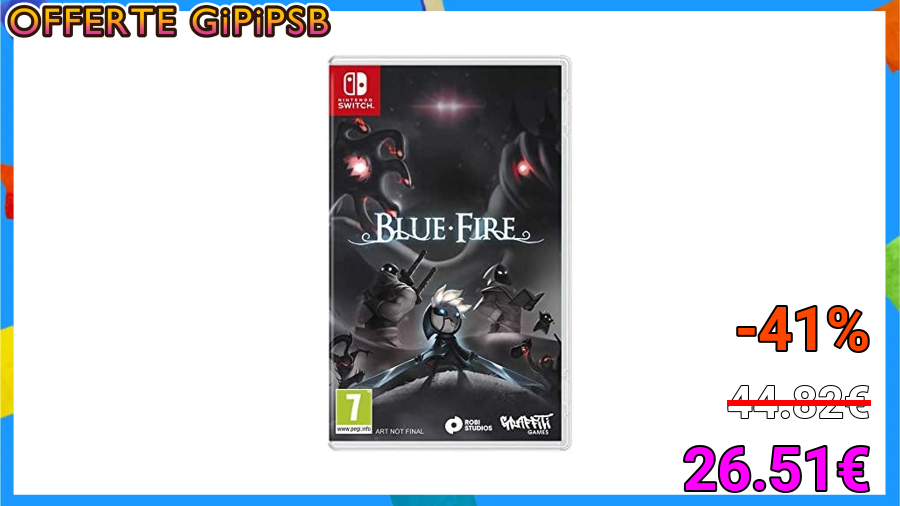 OFFERTE GiPiPSB
NINTENDO
SWITCH.
BLUE·FIRE
7
www.pegi.info
ART NOT FINAL
ROBI
STUDIOS
GRAFFITI
GAMES
-41%
44.82€
26.51€